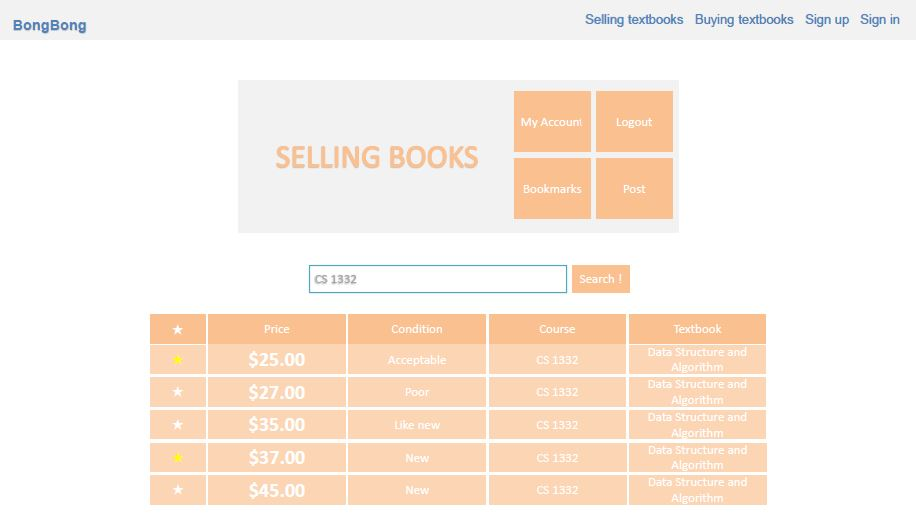 BongBong
Selling textbooks Buying textbooks Sign up Sign in
SELLING BOOKS
My Account
Logout
Bookmarks
Post
CS 1332
Search !
★ Price Condition Course Textbook
★ $25.00 Acceptable CS 1332 Data Structure and
Algorithm
★ $27.00 Poor CS 1332 Data Structure and
Algorithm
★ $35.00 Like new CS 1332 Data Structure and
Algorithm
★ $37.00 New CS 1332 Data Structure and
Algorithm
★ $45.00 New CS 1332 Data Structure and
Algorithm